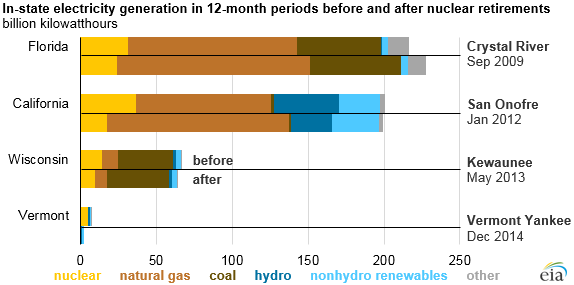 In-state electricity generation in 12-month periods before and after nuclear retirements
billion kilowatthours
Florida
Crystal River
Sep 2009
California
San Onofre
Jan 2012
Wisconsin
before
after
Kewaunee
May 2013
Vermont
Vermont Yankee
Dec 2014
0 50 100 150 200 250
nuclear natural gas coal hydro nonhydro renewables other
eia